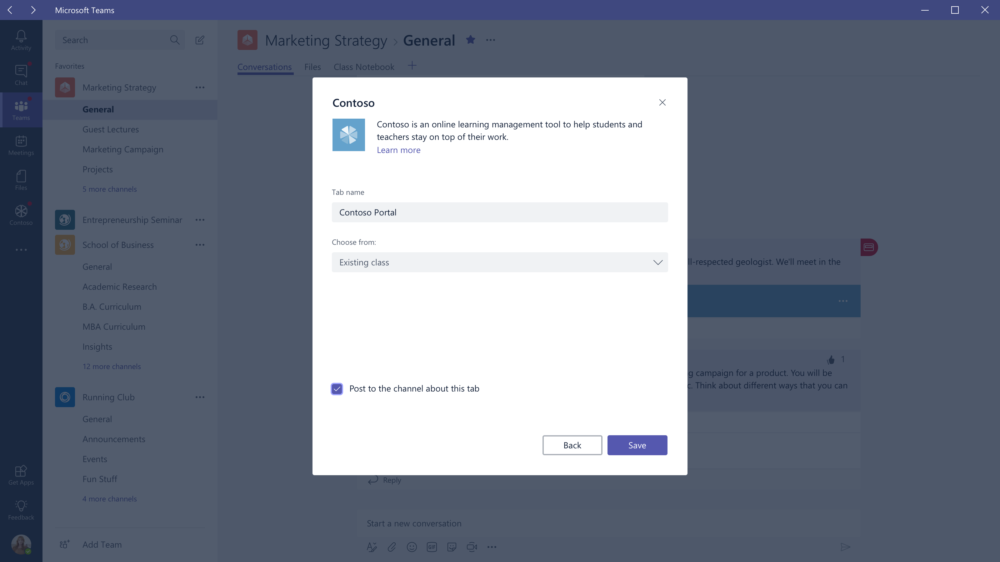 Microsoft Teams
Activity
Chat
Teams
Meetings
Files
Contoso
Get Apps
Feedback
Search
Favorites
Marketing Strategy
General
Guest Lectures
Marketing Campaign
Projects
5 more channels
Entrepreneurship Seminar
School of Business
General
Academic Research
B.A. Curriculum
MBA Curriculum
Insights
12 more channels
Running Club
General
Announcements
Events
Fun Stuff
4 more channels
Add Team
Marketing Strategy › General
Conversations Files Class Notebook
Contoso
Contoso is an online learning management tool to help students and
teachers stay on top of their work.
Learn more
Tab name
Contoso Portal
Choose from:
Existing class
Post to the channel about this tab
Back Save
ll-respected geologist. We'll meet in the
1
g campaign for a product. You will be
c. Think about different ways that you can
Reply
Start a new conversation
GIF